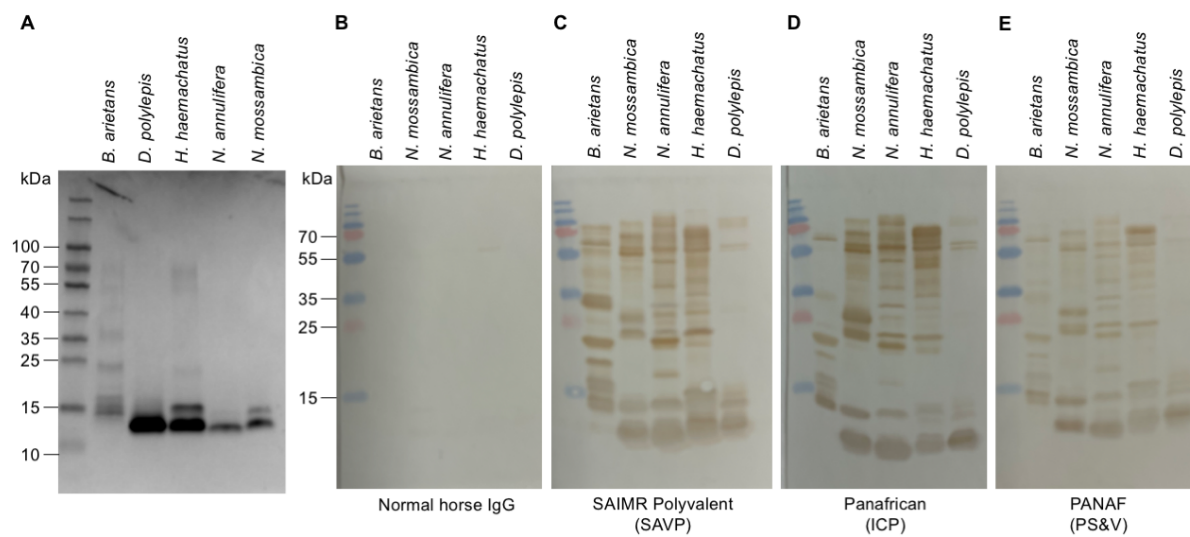 A
B. arietans
D. polylepis
H. haemachatus
N. annulifera
N. mossambica
kDa
100
70
55
40
35
25
15
10
B
B. arietans
N. mossambica
N. annulifera
H. haemachatus
D. polylepis
kDa
70
55
35
25
15
Normal horse IgG
C
B. arietans
N. mossambica
N. annulifera
H. haemachatus
D. polylepis
SAIMR Polyvalent
(SAVP)
D
B. arietans
N. mossambica
N. annulifera
H. haemachatus
D. polylepis
Panafrican
(ICP)
E
B. arietans
N. mossambica
N. annulifera
H. haemachatus
D. polylepis
PANAF
(PS&V)